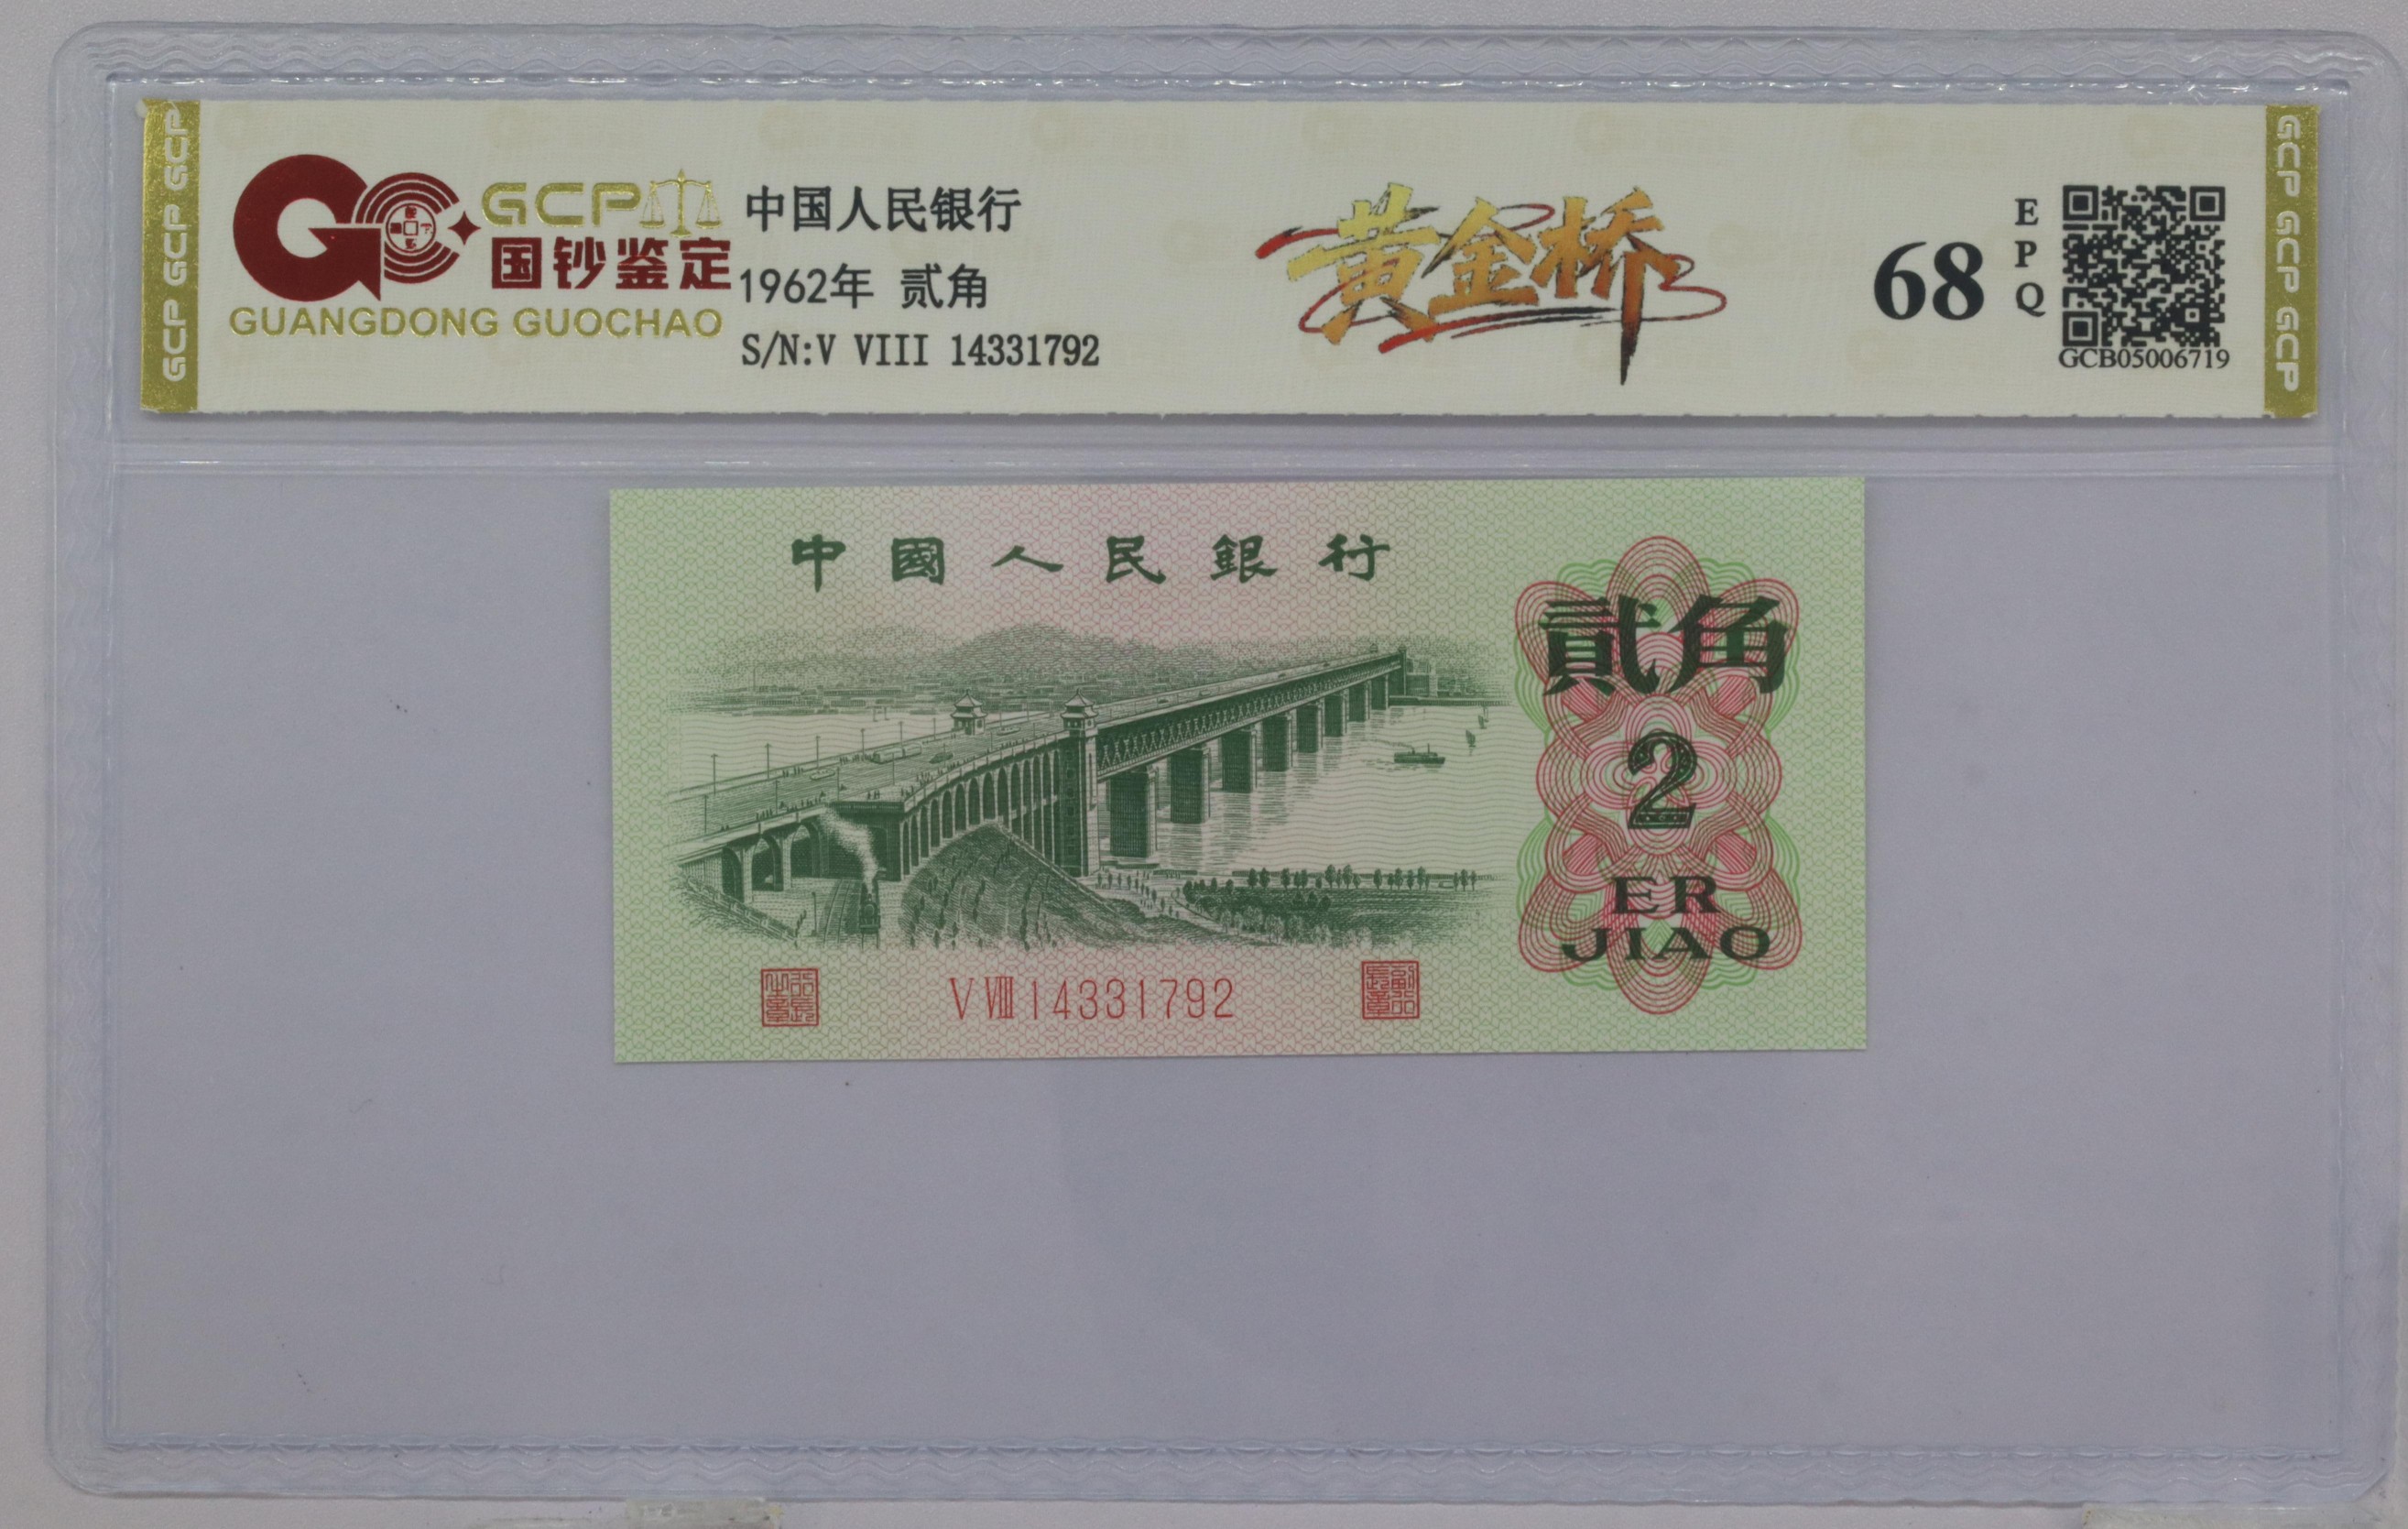 GCP GCP GCP
GCP
国钞鉴定
GUANGDONG GUOCHAO
中国人民银行
1962年 贰角
S/N:V VIII 14331792
黄金桥
68
EPQ
GCB05006719
GCP GCP GCP
中國人民銀行
貳角
2
ER
JIAO
V VIII 14331792